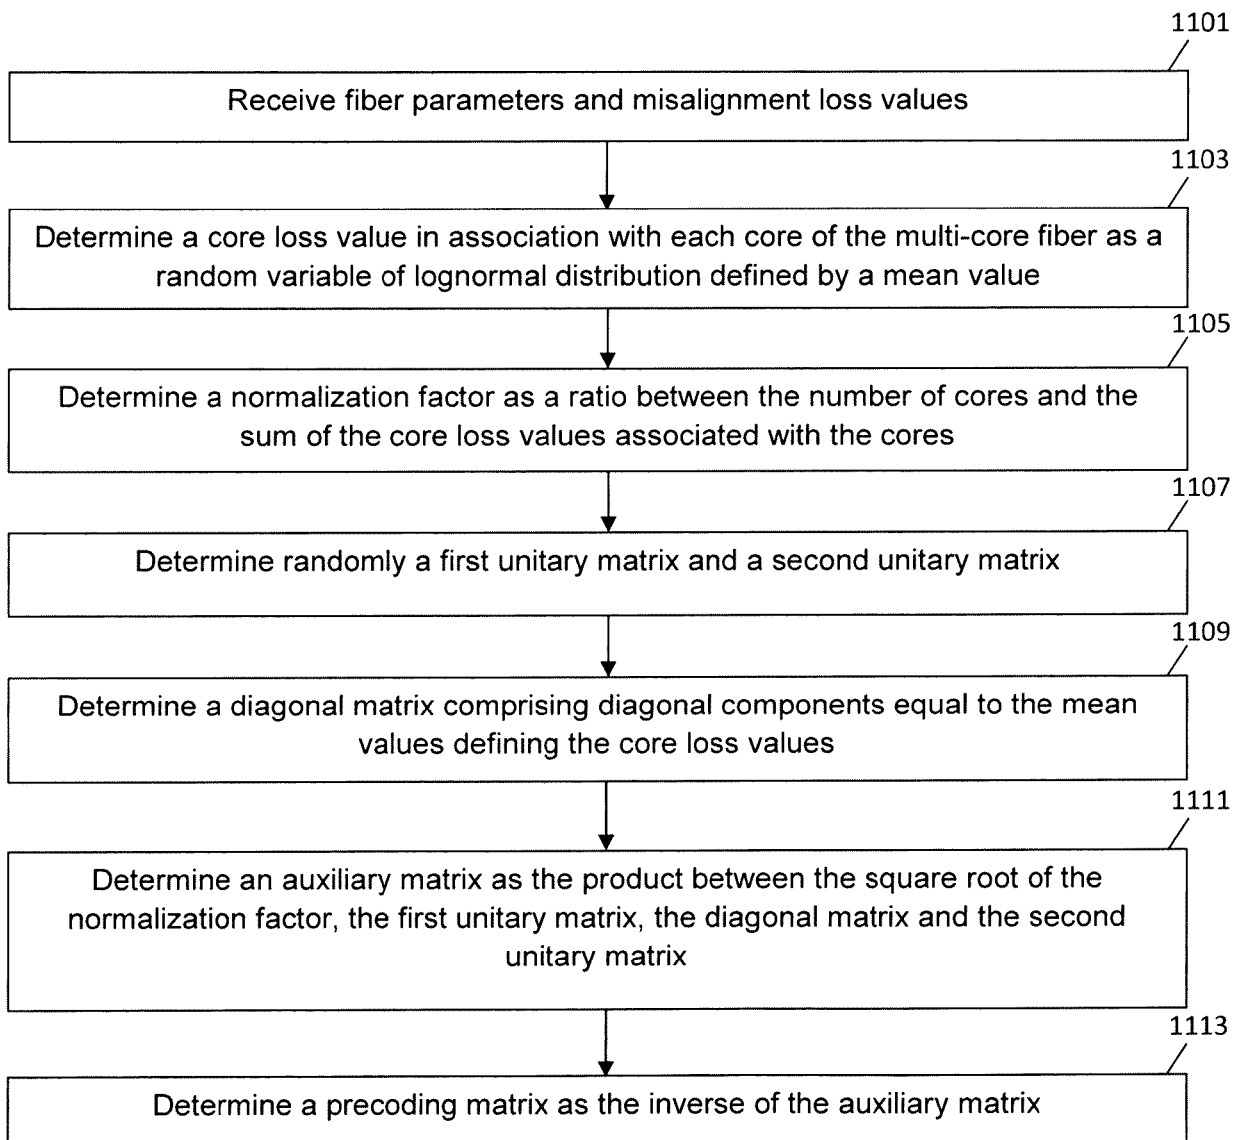 1101
Receive fiber parameters and misalignment loss values
1103
Determine a core loss value in association with each core of the multi-core fiber as a
random variable of lognormal distribution defined by a mean value
1105
Determine a normalization factor as a ratio between the number of cores and the
sum of the core loss values associated with the cores
1107
Determine randomly a first unitary matrix and a second unitary matrix
1109
Determine a diagonal matrix comprising diagonal components equal to the mean
values defining the core loss values
1111
Determine an auxiliary matrix as the product between the square root of the
normalization factor, the first unitary matrix, the diagonal matrix and the second
unitary matrix
1113
Determine a precoding matrix as the inverse of the auxiliary matrix